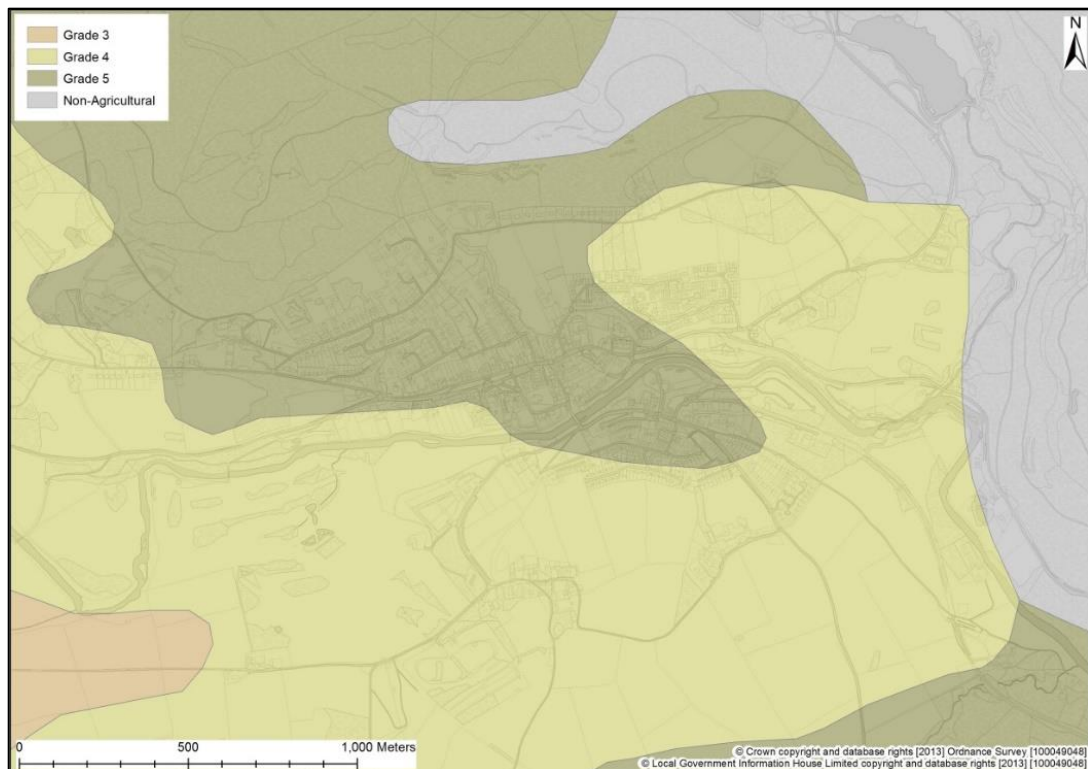 Grade 3
Grade 4
Grade 5
Non-Agricultural
N
0 500 1,000 Meters
© Crown copyright and database rights [2013] Ordnance Survey [100049048]
© Local Government Information House Limited copyright and database rights [2013] [100049048]